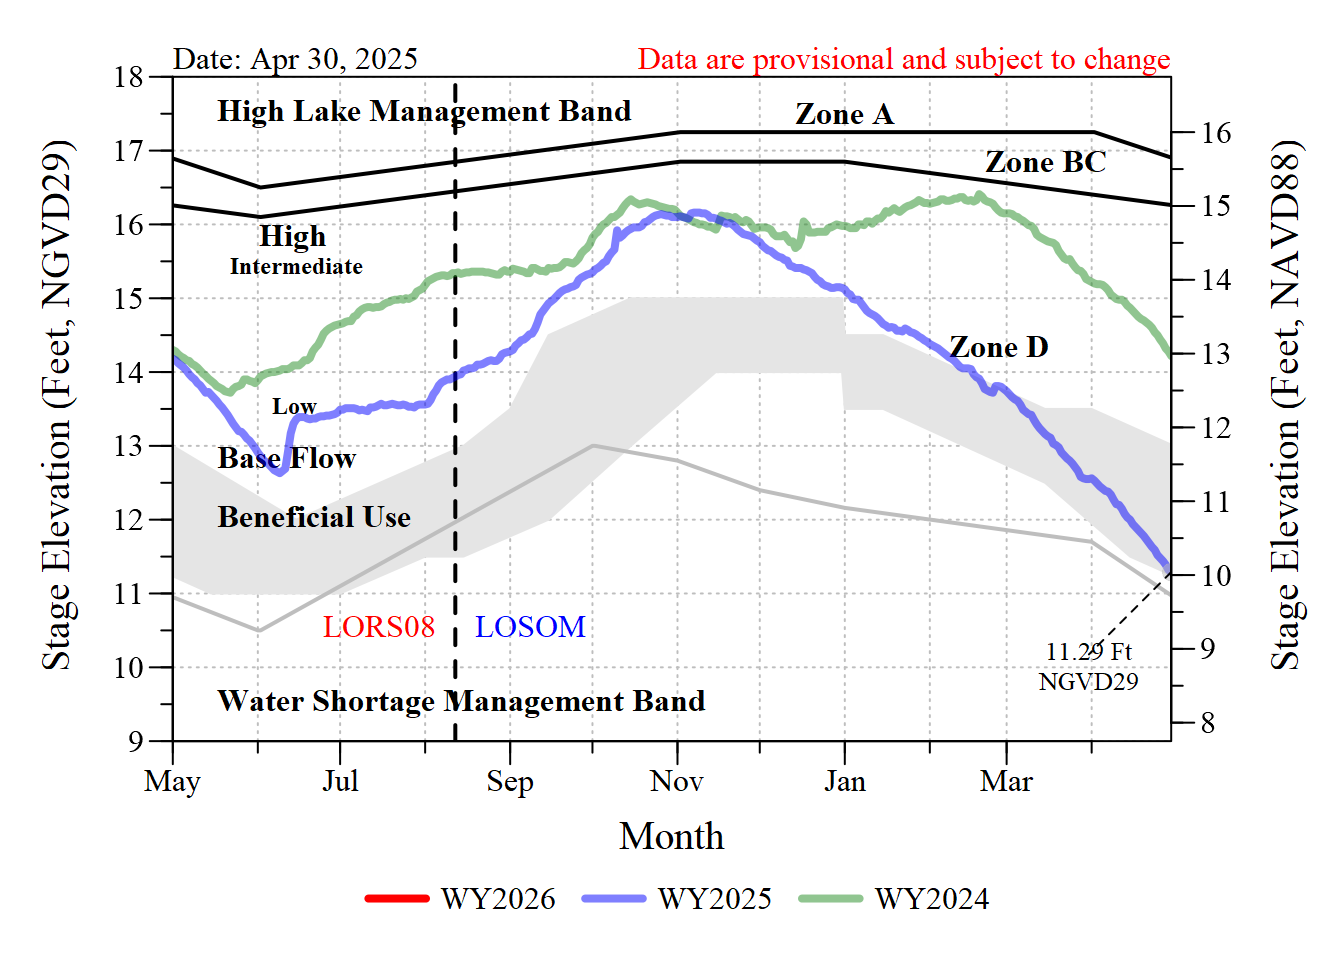 Date: Apr 30, 2025
Data are provisional and subject to change
18
17
16
15
14
13
12
11
10
9
Stage Elevation (Feet, NGVD29)
High Lake Management Band
Zone A
Zone BC
High
Intermediate
Low
Zone D
Base Flow
Beneficial Use
LORS08
LOSOM
11.29 Ft
NGVD29
Water Shortage Management Band
16
15
14
13
12
11
10
9
8
Stage Elevation (Feet, NAVD88)
May Jul Sep Nov Jan Mar
Month
WY2026 WY2025 WY2024